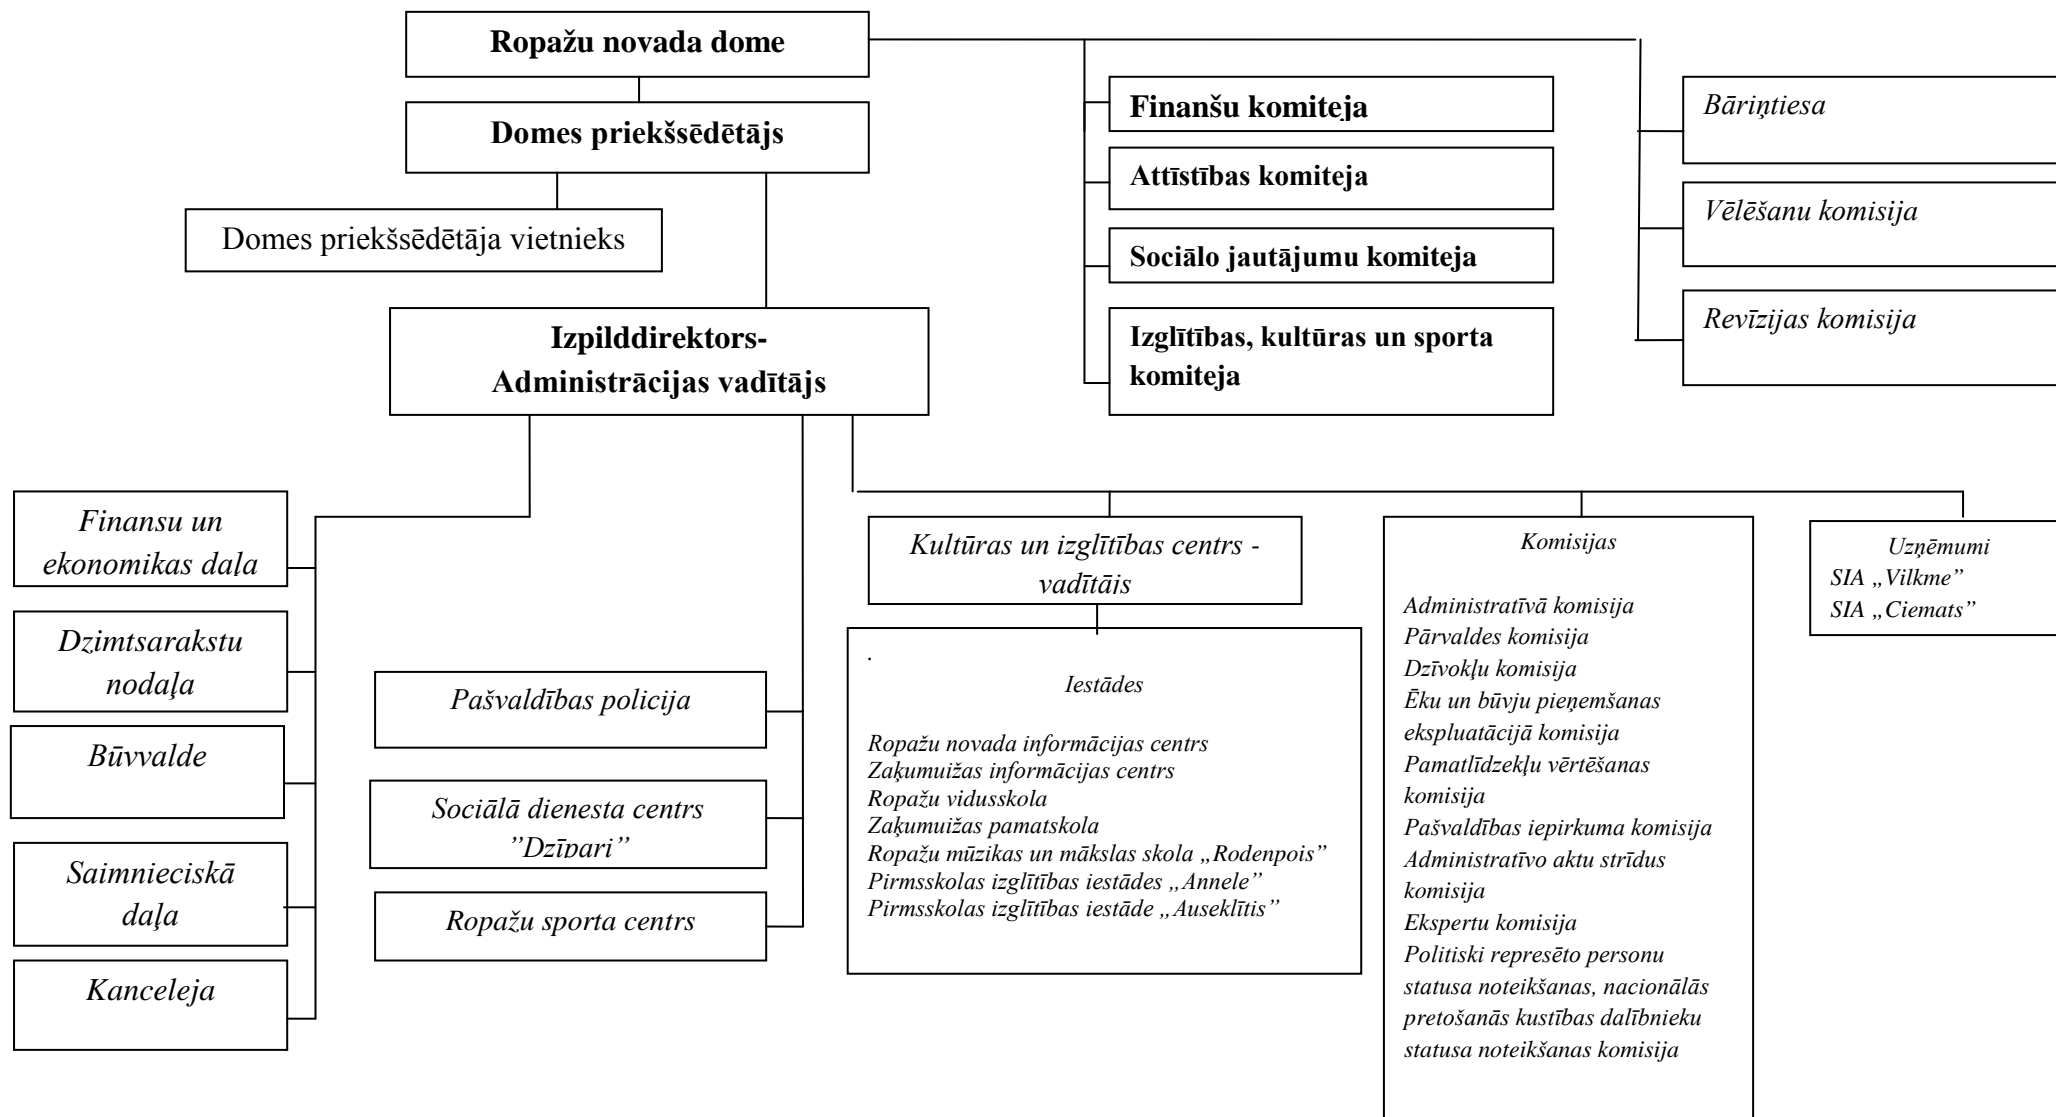 Ropažu novada dome
Domes priekšsēdētājs
Domes priekšsēdētāja vietnieks
Izpilddirektors-
Administrācijas vadītājs
Finanšu komiteja
Attīstības komiteja
Sociālo jautājumu komiteja
Izglītības, kultūras un sporta
komiteja
Bāriņtiesa
Vēlēšanu komisija
Revīzijas komisija
Finansu un
ekonomikas daļa
Dzimtsarakstu
nodaļa
Būvvalde
Saimnieciskā
daļa
Kanceleja
Pašvaldības policija
Sociālā dienesta centrs
”Dzīpari”
Ropažu sporta centrs
Kultūras un izglītības centrs -
vadītājs
.
Iestādes
Ropažu novada informācijas centrs
Zaķumuižas informācijas centrs
Ropažu vidusskola
Zaķumuižas pamatskola
Ropažu mūzikas un mākslas skola „Rodenpois”
Pirmsskolas izglītības iestādes „Annele”
Pirmsskolas izglītības iestāde „Auseklītis”
Komisijas
Administratīvā komisija
Pārvaldes komisija
Dzīvokļu komisija
Ēku un būvju pieņemšanas
ekspluatācijā komisija
Pamatlīdzekļu vērtēšanas
komisija
Pašvaldības iepirkuma komisija
Administratīvo aktu strīdus
komisija
Ekspertu komisija
Politiski represēto personu
statusa noteikšanas, nacionālās
pretošanās kustības dalībnieku
statusa noteikšanas komisija
Uzņēmumi
SIA „Vilkme”
SIA „Ciemats”